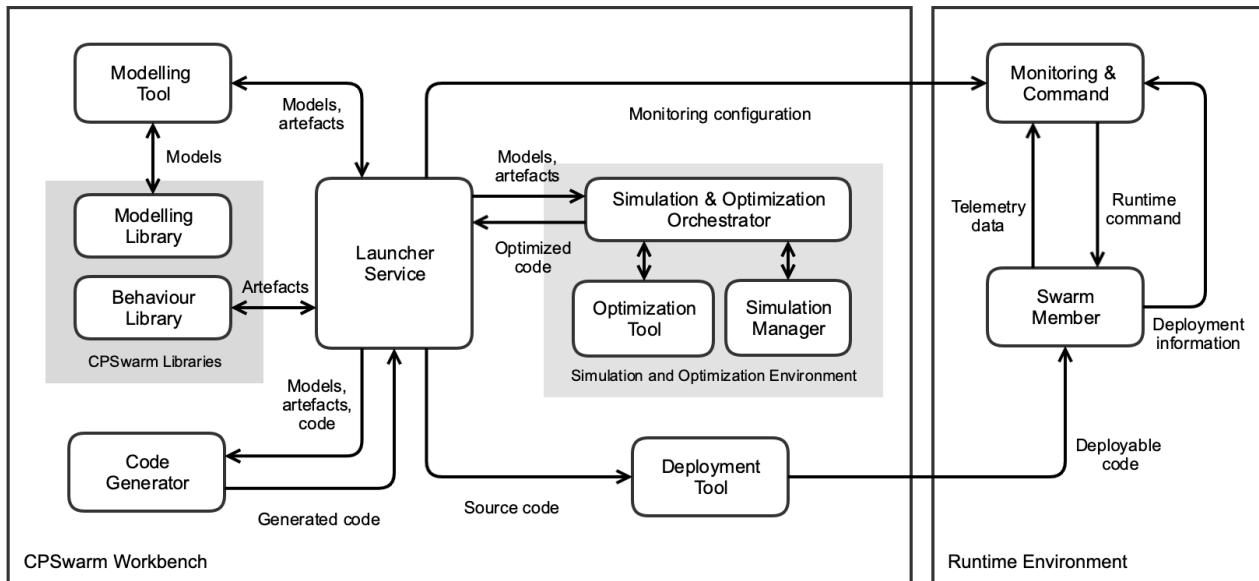 Modelling
Tool
Models,
artefacts
Models
Modelling
Library
Behaviour
Library
CPSwarm Libraries
Artefacts
Launcher
Service
Models,
artefacts
Optimized
code
Simulation & Optimization
Orchestrator
Optimization
Tool
Simulation
Manager
Simulation and Optimization Environment
Monitoring configuration
Models,
artefacts,
code
Code
Generator
Generated code
Source code
Deployment
Tool
CPSwarm Workbench
Monitoring &
Command
Telemetry
data
Runtime
command
Swarm
Member
Deployment
information
Deployable
code
Runtime Environment